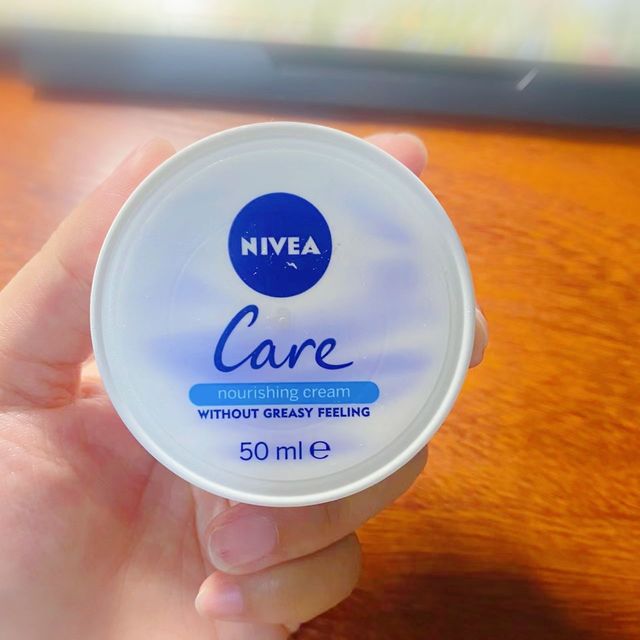 NIVEA
Care
nourishing cream
WITHOUT GREASY FEELING
50 ml ℮